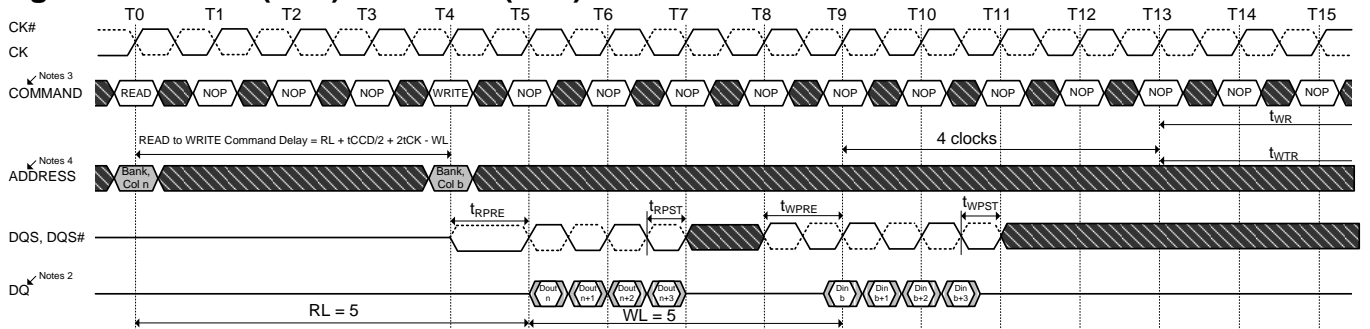 T0 T1 T2 T3 T4 T5 T6 T7 T8 T9 T10 T11 T12 T13 T14 T15
CK#
CK
Notes 3
COMMAND READ NOP NOP NOP WRITE NOP NOP NOP NOP NOP NOP NOP NOP NOP NOP NOP
tWR
READ to WRITE Command Delay = RL + tCCD/2 + 2tCK - WL
4 clocks
tWTR
Notes 4
ADDRESS
Bank, Col n
Bank, Col b
tRPRE tRPST tWPRE tWPST
DQS, DQS#
Notes 2
DQ
Dout n
Dout n+1
Dout n+2
Dout n+3
Din b
Din b+1
Din b+2
Din b+3
RL = 5
WL = 5